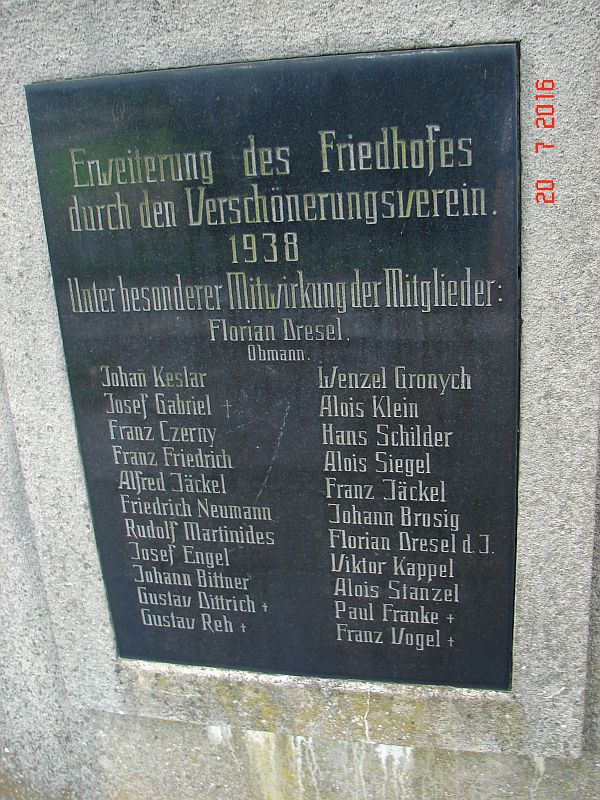 Erweiterung des Friedhofes
durch den Verschönerungsverein.
1938
Unter besonderer Mitwirkung der Mitglieder:
Florian Dresel.
Obmann.
Johañ Keslar
Josef Gabriel †
Franz Czerny
Franz Friedrich
Alfred Jäckel
Friedrich Neumann
Rudolf Martinides
Josef Engel
Johann Bittner
Gustav Dittrich †
Gustav Reh †
Wenzel Gronych
Alois Klein
Hans Schilder
Alois Siegel
Franz Jäckel
Johann Brosig
Florian Dresel d. J.
Viktor Kappel
Alois Stanzel
Paul Franke †
Franz Vogel †
20 7 2016